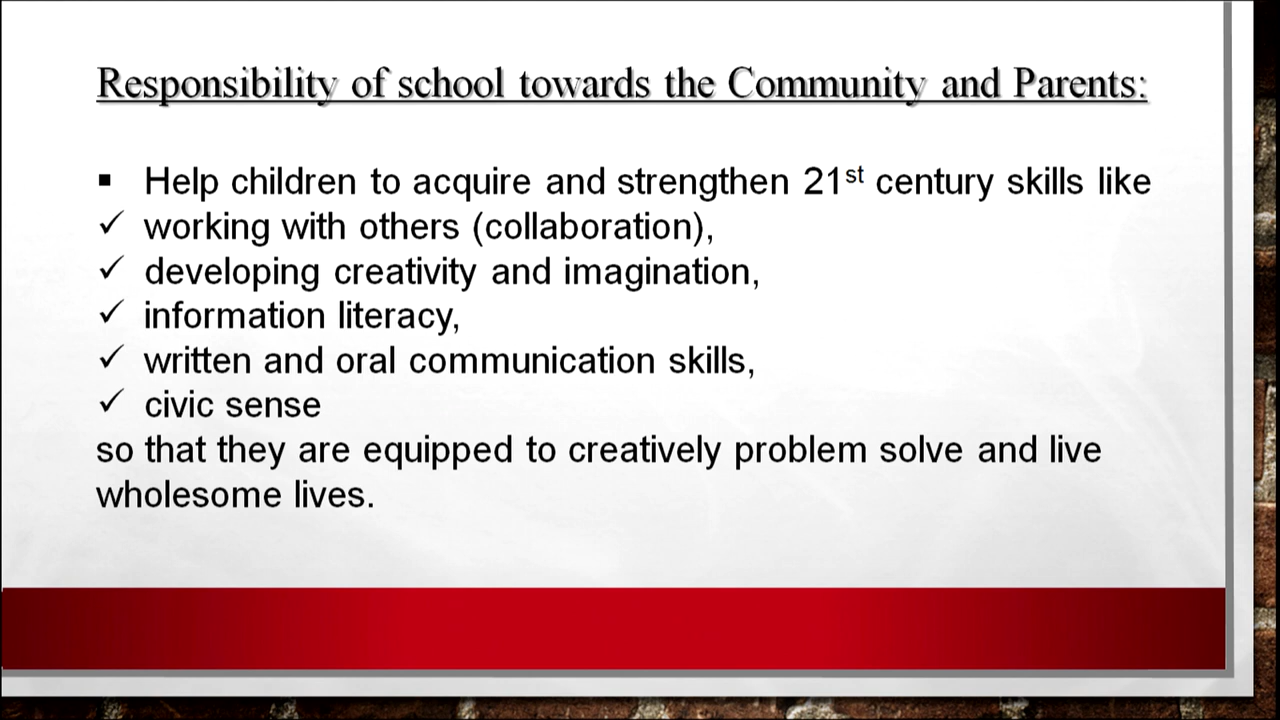 Responsibility of school towards the Community and Parents:
▪ Help children to acquire and strengthen 21st century skills like
✓ working with others (collaboration),
✓ developing creativity and imagination,
✓ information literacy,
✓ written and oral communication skills,
✓ civic sense
so that they are equipped to creatively problem solve and live
wholesome lives.